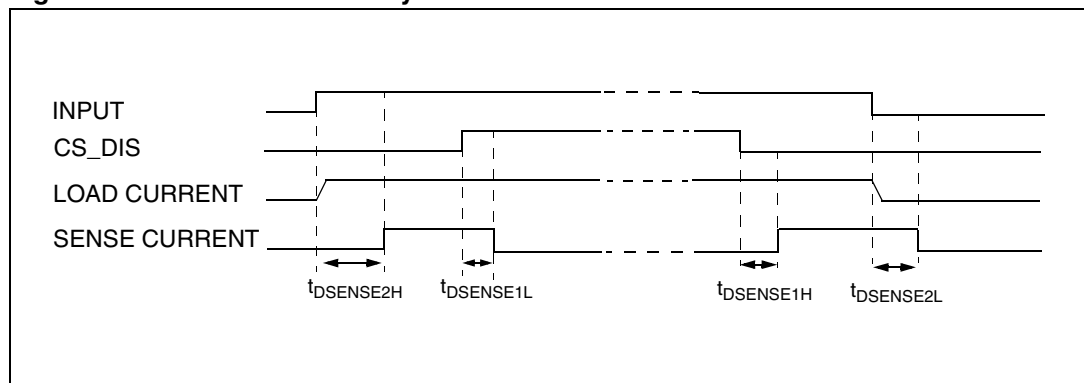 INPUT
CS_DIS
LOAD CURRENT
SENSE CURRENT
tDSENSE2H
tDSENSE1L
tDSENSE1H
tDSENSE2L